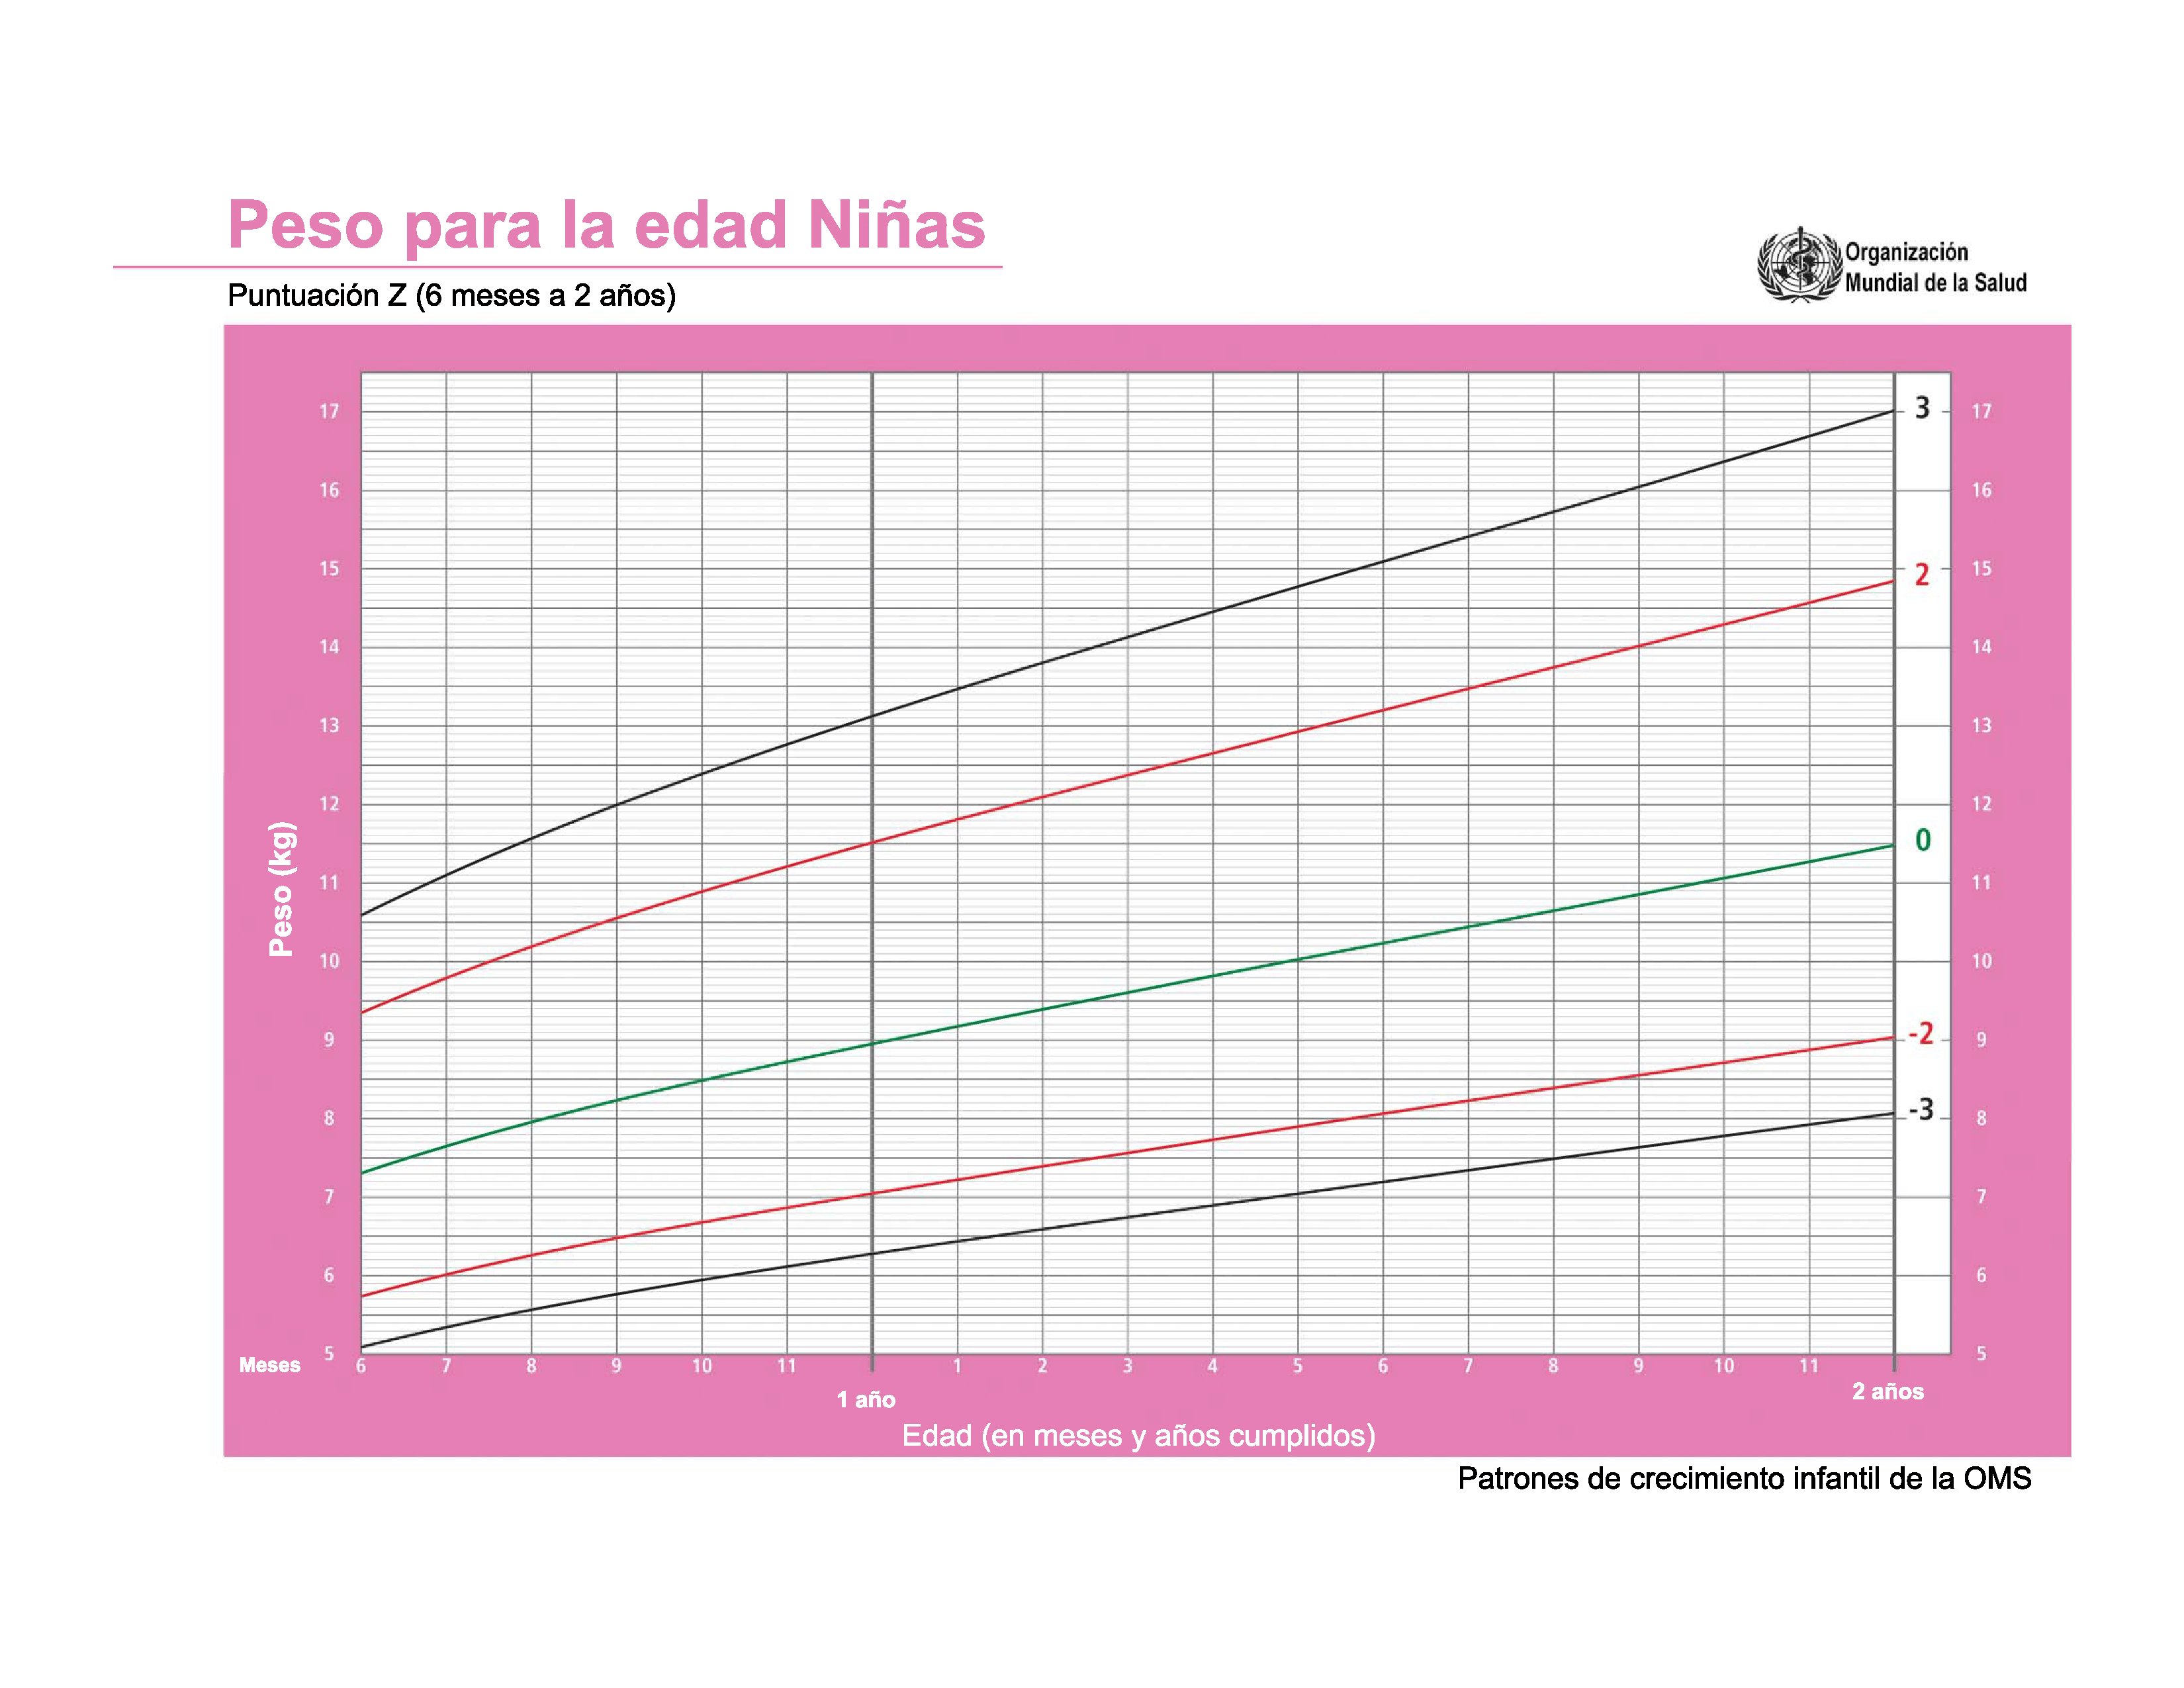 Peso para la edad Niñas
Organización
Mundial de la Salud
Puntuación Z (6 meses a 2 años)
17 3 17
16 16
15 2 15
14 14
13 13
12 12
0
11 11
10 10
9 -2 9
8 -3 8
7 7
6 6
5 5
Peso (kg)
Meses 6 7 8 9 10 11 1 2 3 4 5 6 7 8 9 10 11
1 año 2 años
Edad (en meses y años cumplidos)
Patrones de crecimiento infantil de la OMS